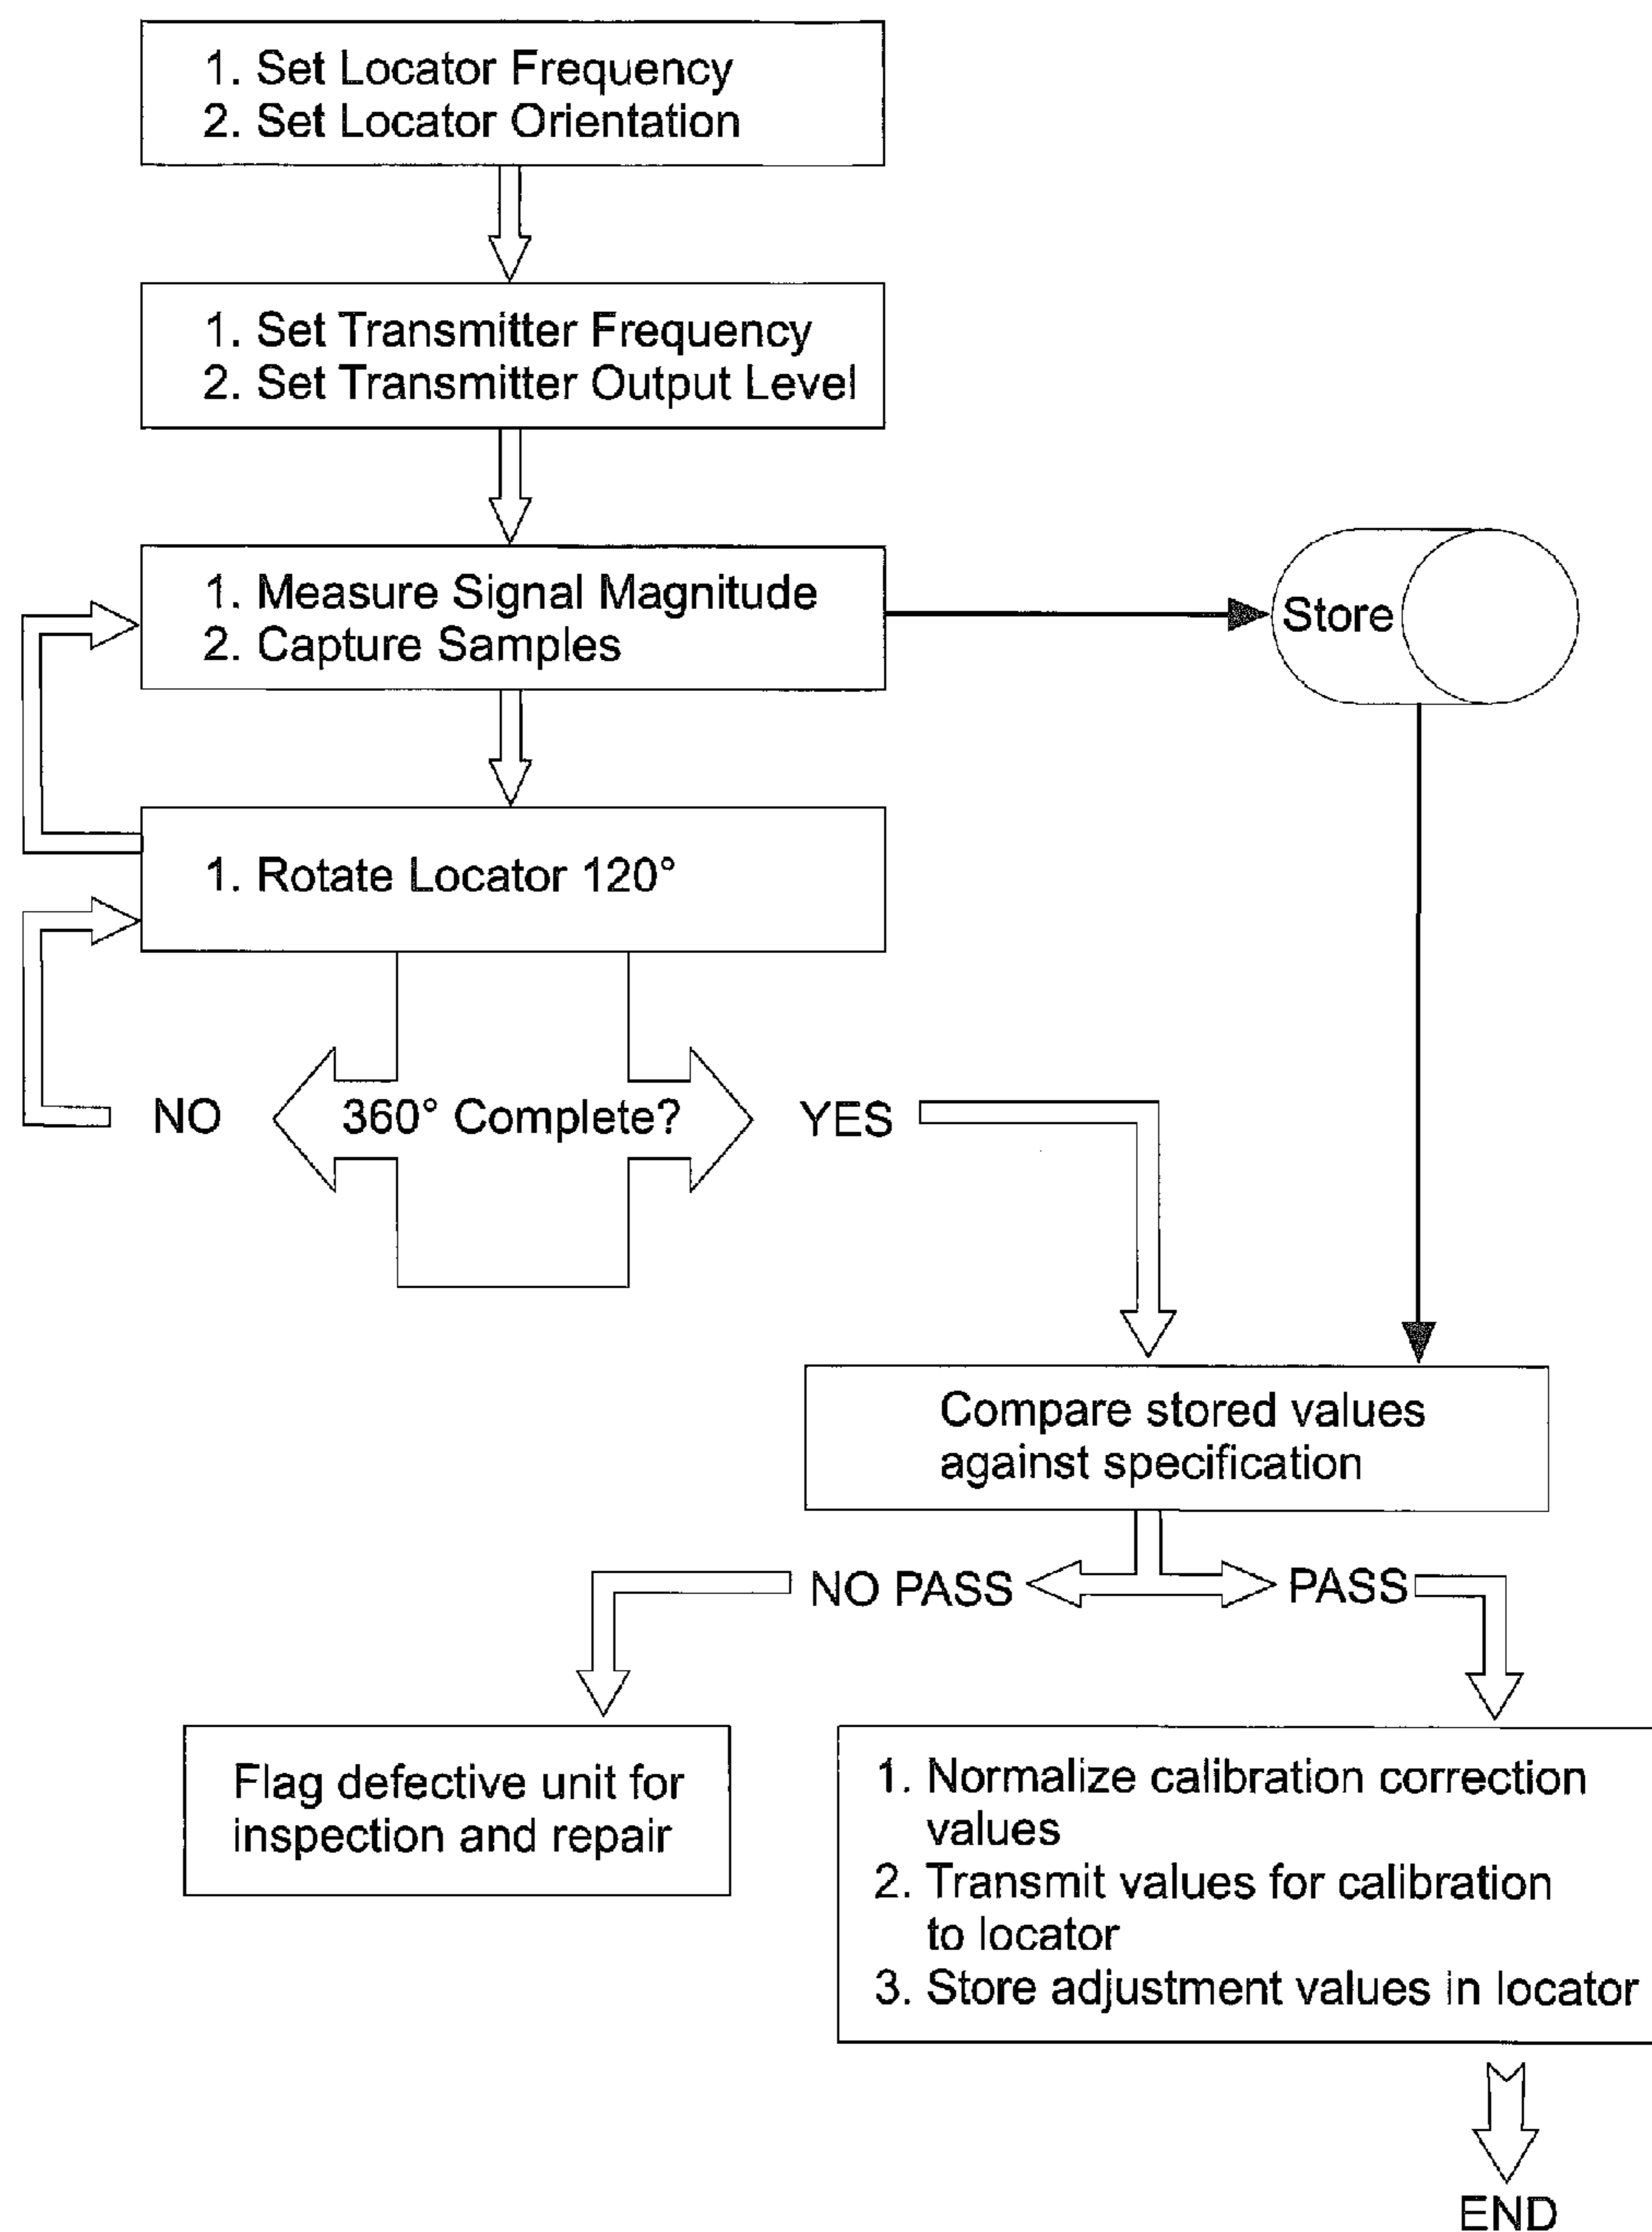 1. Set Locator Frequency
2. Set Locator Orientation
1. Set Transmitter Frequency
2. Set Transmitter Output Level
1. Measure Signal Magnitude
2. Capture Samples
Store
1. Rotate Locator 120°
NO
360° Complete?
YES
Compare stored values
against specification
NO PASS
PASS
Flag defective unit for
inspection and repair
1. Normalize calibration correction
values
2. Transmit values for calibration
to locator
3. Store adjustment values in locator
END